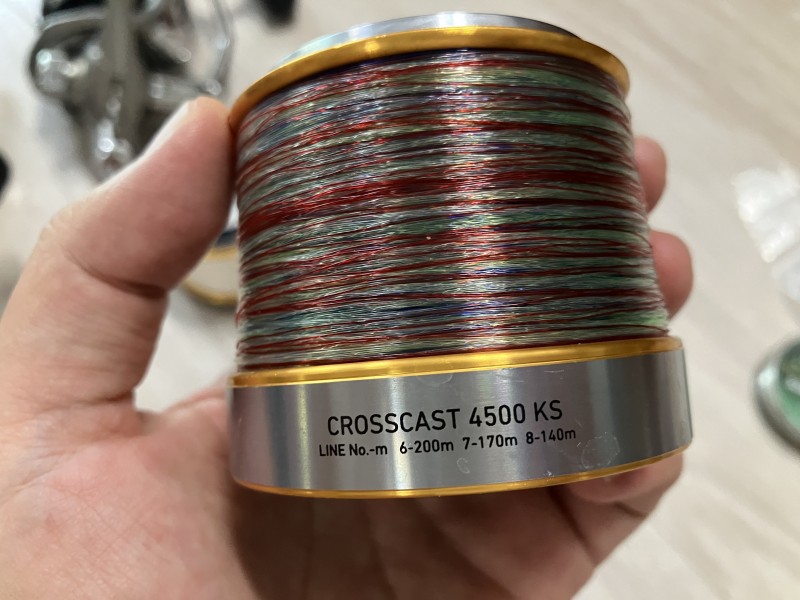 CROSSCAST 4500 KS
LINE No.-m 6-200m 7-170m 8-140m